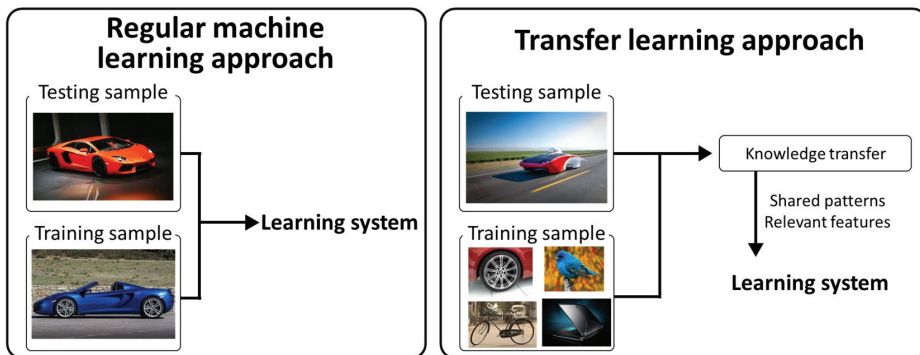 Regular machine
learning approach
Testing sample
Training sample
Learning system
Transfer learning approach
Testing sample
Training sample
Knowledge transfer
Shared patterns
Relevant features
Learning system